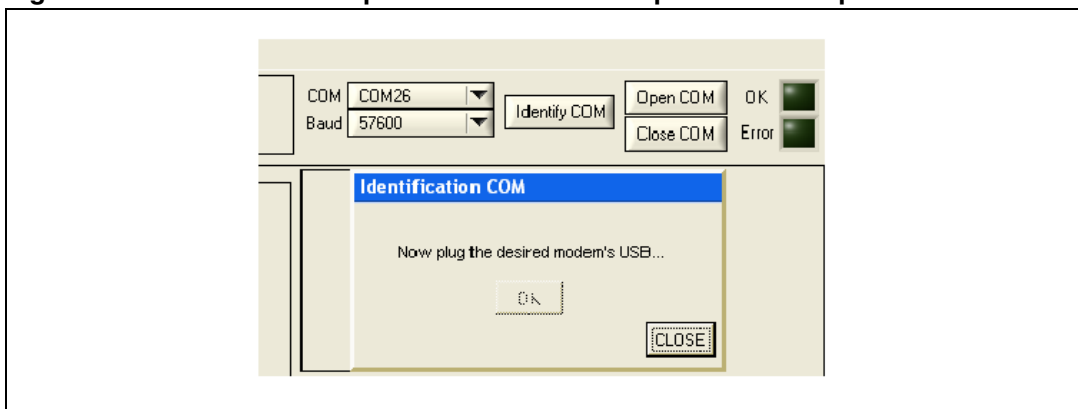 COM COM26 Identify COM Open COM OK
Baud 57600 Close COM Error
Identification COM
Now plug the desired modem's USB...
OK
CLOSE